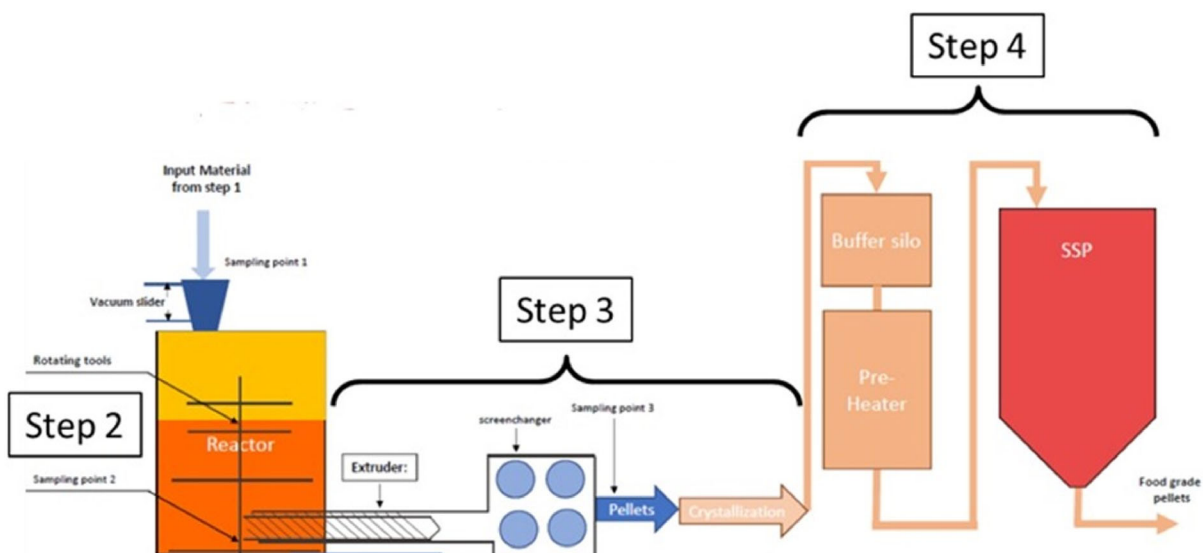 Step 4
Input Material
from step 1
Sampling point 1
Vacuum slider
Buffer silo
SSP
Step 3
Rotating tools
Pre-
Heater
Sampling point 3
screenchanger
Step 2
Reactor
Extruder:
Sampling point 2
Pellets
Crystallization
Food grade
pellets